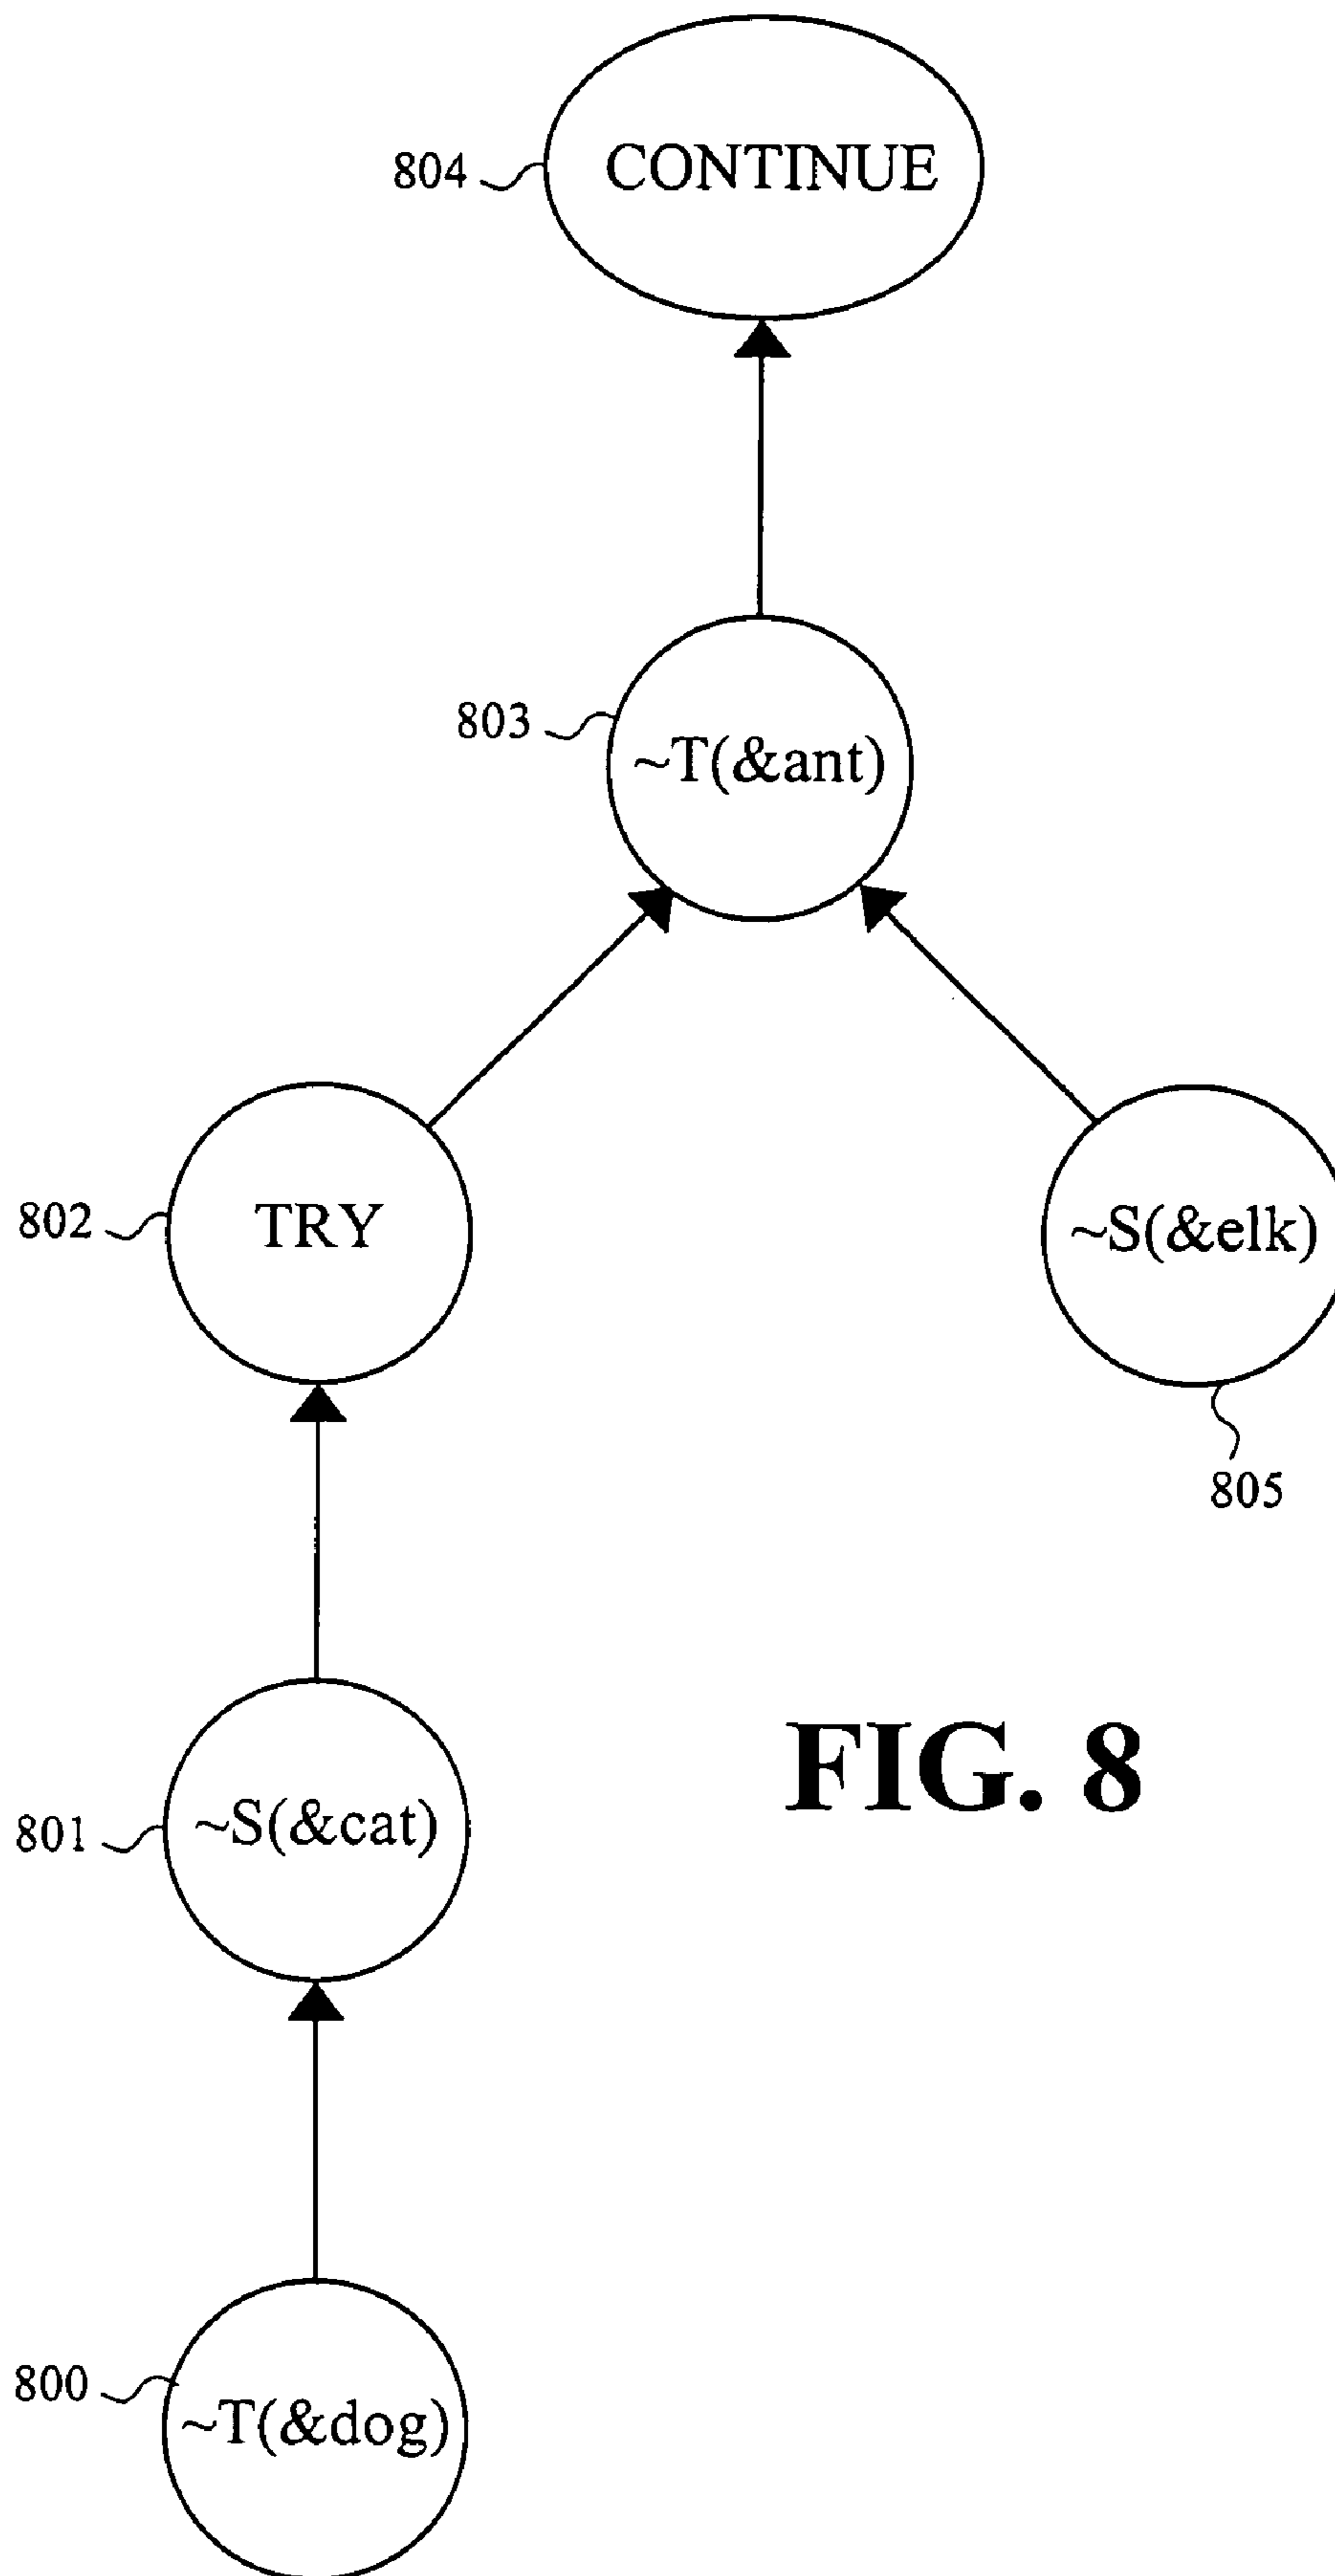 804 CONTINUE
803 ~T(&ant)
802 TRY
~S(&elk)
805
FIG. 8
801 ~S(&cat)
800 ~T(&dog)